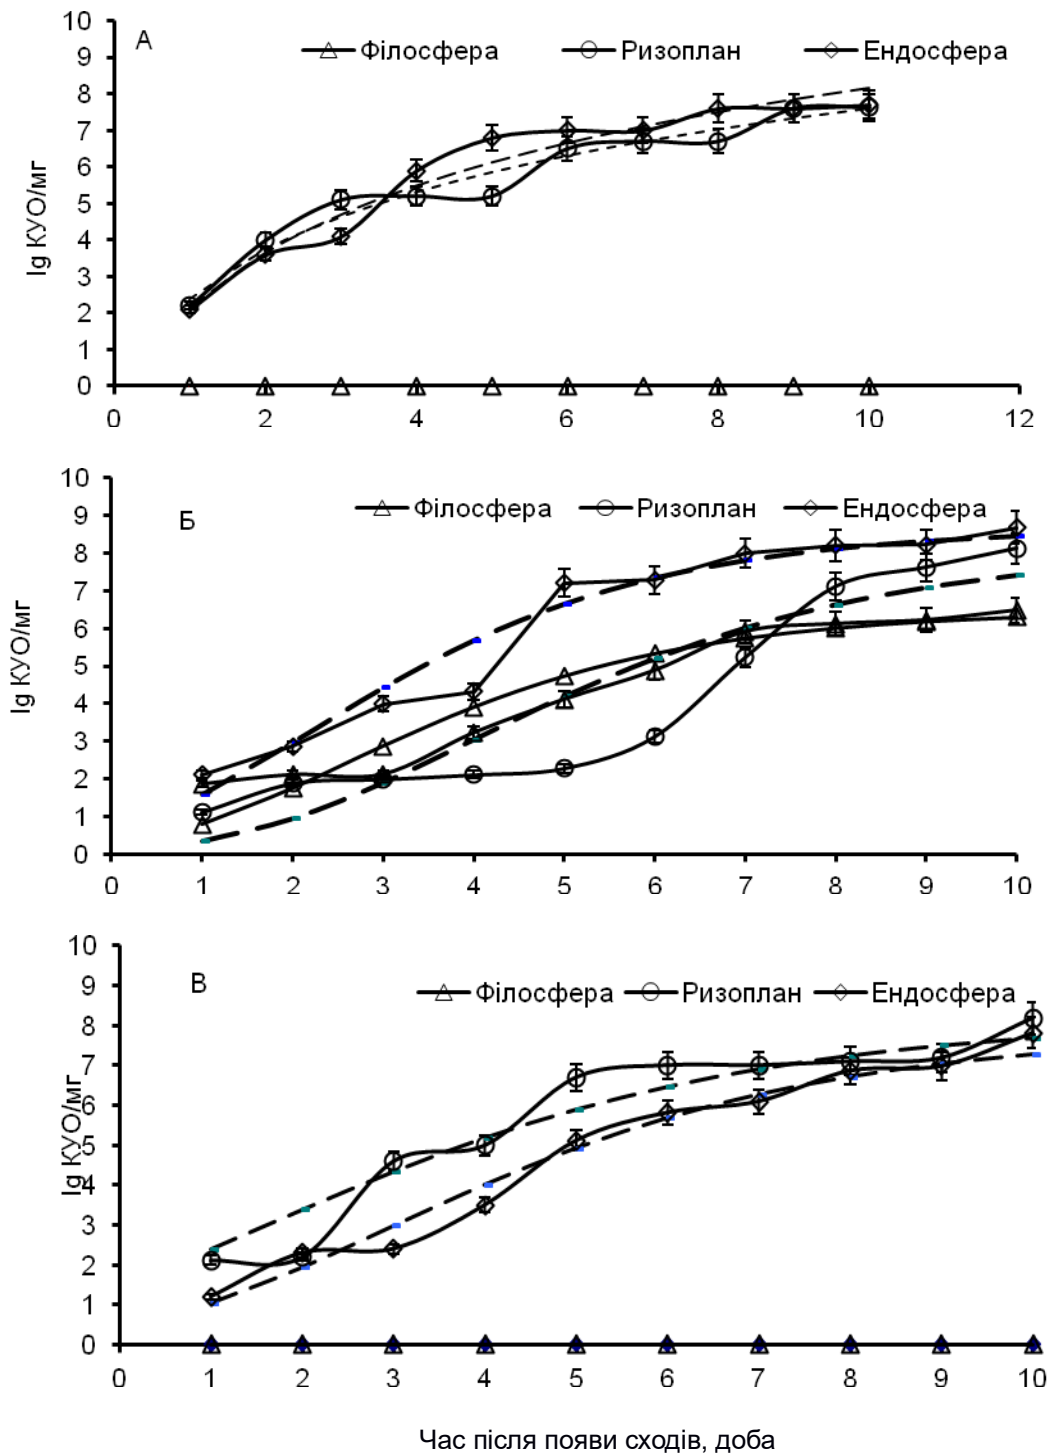 А
Філосфера Ризоплан Ендосфера
lg КУО/мг
10
9
8
7
6
5
4
3
2
1
0
0 2 4 6 8 10 12
Б
Філосфера Ризоплан Ендосфера
lg КУО/мг
10
9
8
7
6
5
4
3
2
1
0
0 1 2 3 4 5 6 7 8 9 10
В
Філосфера Ризоплан Ендосфера
lg КУО/мг
10
9
8
7
6
5
4
3
2
1
0
0 1 2 3 4 5 6 7 8 9 10
Час після появи сходів, доба